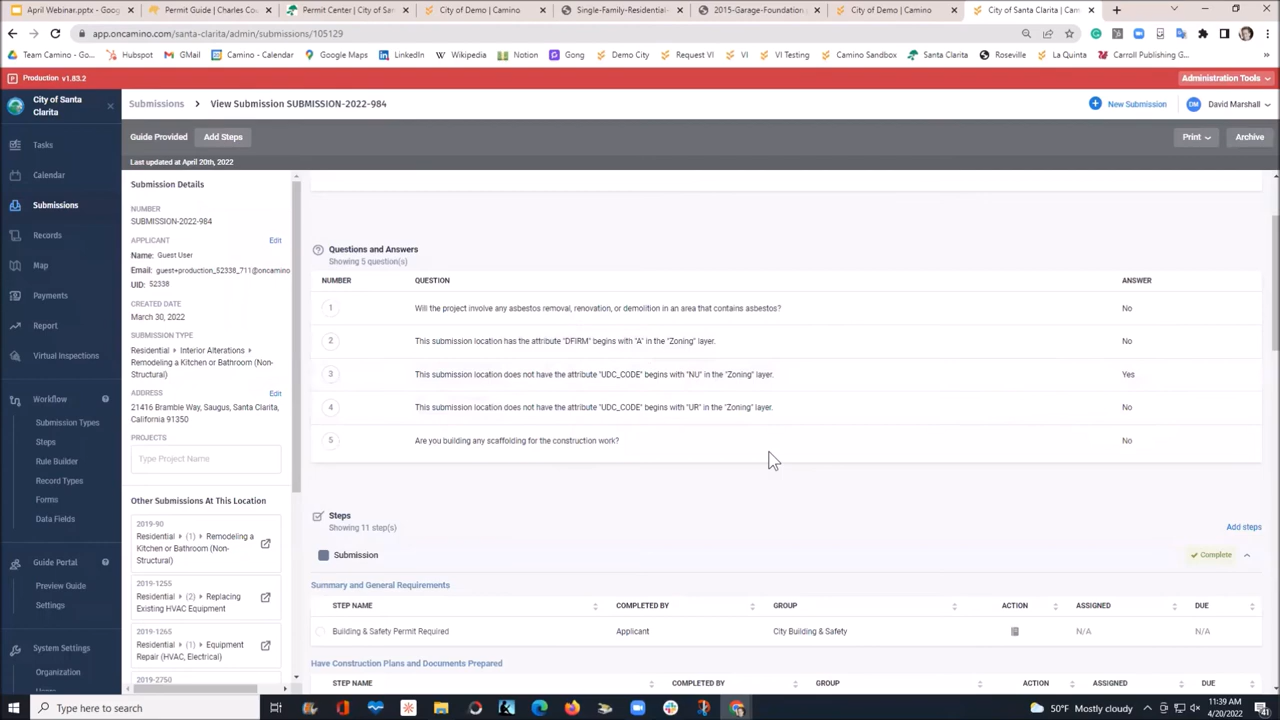 April Webinar.pptx - Goog
Permit Guide | Charles Cou
Permit Center | City of San
City of Demo | Camino
Single-Family-Residential-
2015-Garage-Foundation
City of Demo | Camino
City of Santa Clarita | Cam
app.oncamino.com/santa-clarita/admin/submissions/105129
Team Camino
Hubspot
GMail
Camino - Calendar
Google Maps
LinkedIn
Wikipedia
Notion
Gong
Demo City
Request VI
VI
VI Testing
Camino Sandbox
Santa Clarita
Roseville
La Quinta
Carroll Publishing G...
Production v1.83.2
Administration Tools
City of Santa
Clarita
Submissions > View Submission SUBMISSION-2022-984
New Submission
DM David Marshall
Tasks
Calendar
Submissions
Records
Map
Payments
Report
Virtual Inspections
Workflow
Submission Types
Steps
Rule Builder
Record Types
Forms
Data Fields
Guide Portal
Preview Guide
Settings
System Settings
Organization
Users
Guide Provided Add Steps
Print Archive
Last updated at April 20th, 2022
Submission Details
NUMBER
SUBMISSION-2022-984
APPLICANT Edit
Name: Guest User
Email: guest+production_52338_711@oncamino
UID: 52338
CREATED DATE
March 30, 2022
SUBMISSION TYPE
Residential Interior Alterations
Remodeling a Kitchen or Bathroom (Non-
Structural)
ADDRESS Edit
21416 Bramble Way, Saugus, Santa Clarita,
California 91350
PROJECTS
Type Project Name
Other Submissions At This Location
2019-90
Residential (1) Remodeling a
Kitchen or Bathroom (Non-
Structural)
2019-1255
Residential (2) Replacing
Existing HVAC Equipment
2019-1265
Residential (1) Equipment
Repair (HVAC, Electrical)
2019-2750
Questions and Answers
Showing 5 question(s)
NUMBER QUESTION ANSWER
1 Will the project involve any asbestos removal, renovation, or demolition in an area that contains asbestos? No
2 This submission location has the attribute "DFIRM" begins with "A" in the "Zoning" layer. No
3 This submission location does not have the attribute "UDC_CODE" begins with "NU" in the "Zoning" layer. Yes
4 This submission location does not have the attribute "UDC_CODE" begins with "UR" in the "Zoning" layer. No
5 Are you building any scaffolding for the construction work? No
Steps
Showing 11 step(s)
Add steps
Submission Complete
Summary and General Requirements
STEP NAME COMPLETED BY GROUP ACTION ASSIGNED DUE
Building & Safety Permit Required Applicant City Building & Safety N/A N/A
Have Construction Plans and Documents Prepared
STEP NAME COMPLETED BY GROUP ACTION ASSIGNED DUE
Type here to search
50°F Mostly cloudy
11:39 AM
4/20/2022